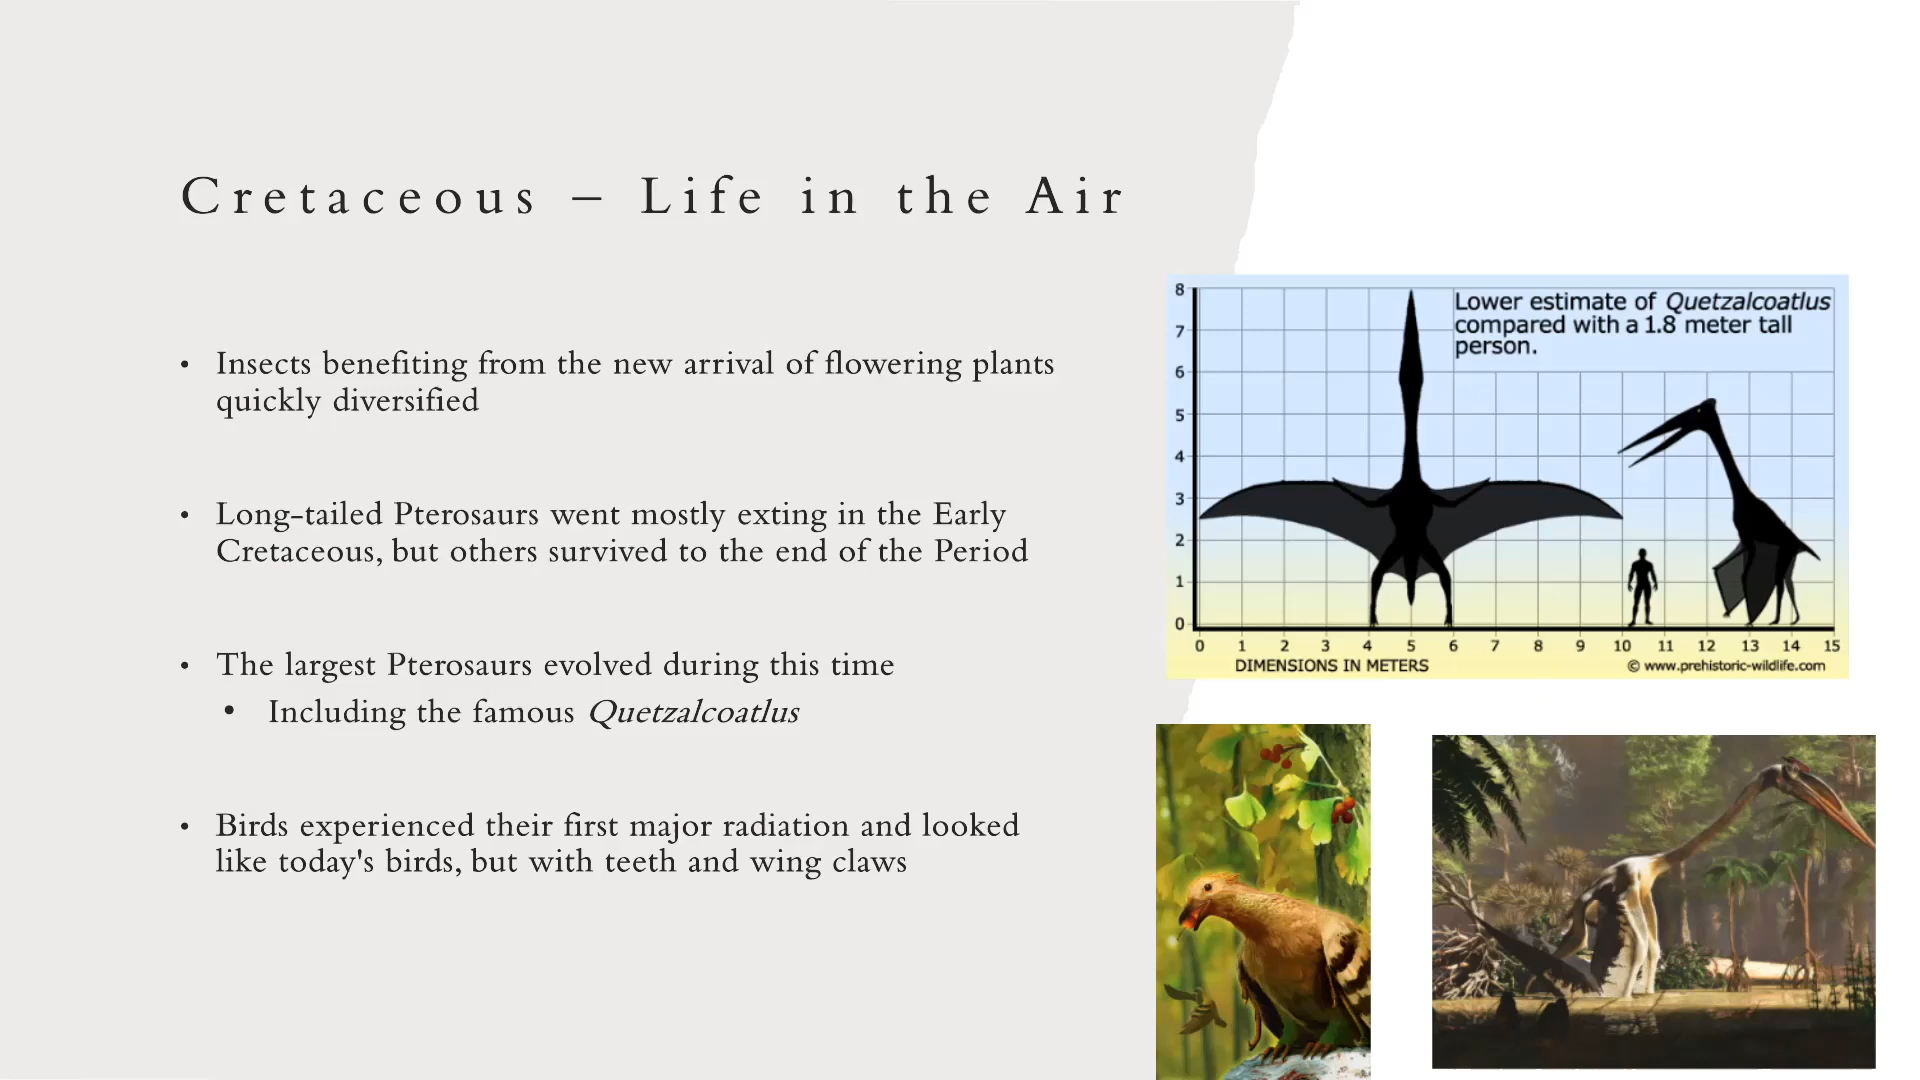 Cretaceous – Life in the Air
• Insects benefiting from the new arrival of flowering plants
quickly diversified
• Long-tailed Pterosaurs went mostly exting in the Early
Cretaceous, but others survived to the end of the Period
• The largest Pterosaurs evolved during this time
• Including the famous Quetzalcoatlus
• Birds experienced their first major radiation and looked
like today's birds, but with teeth and wing claws
Lower estimate of Quetzalcoatlus
compared with a 1.8 meter tall
person.
8
7
6
5
4
3
2
1
0
0 1 2 3 4 5 6 7 8 9 10 11 12 13 14 15
DIMENSIONS IN METERS
© www.prehistoric-wildlife.com